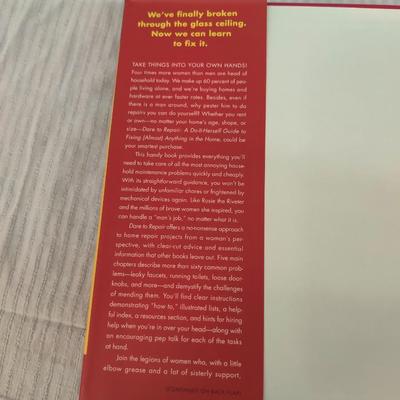 We've finally broken
through the glass ceiling.
Now we can learn
to fix it.
TAKE THINGS INTO YOUR OWN HANDS!
Four times more women than men are head of
household today. We make up 60 percent of peo-
ple living alone, and we're buying homes and
hardware at ever faster rates. Besides, even if
there is a man around, why pester him to do
repairs you can do yourself? Whether you rent
or own—no matter your home's age, shape, or
size—Dare to Repair: A Do-It-Herself Guide to
Fixing (Almost) Anything in the Home, could be
your smartest purchase.
This handy book provides everything you'll
need to take care of all the most annoying house-
hold maintenance problems quickly and cheaply.
With its straightforward guidance, you won't be
intimidated by unfamiliar chores or frightened by
mechanical devices again. Like Rosie the Riveter
and the millions of brave women she inspired, you
can handle a "man's job," no matter what it is.
Dare to Repair offers a no-nonsense approach
to home repair projects from a woman's per-
spective, with clear-cut advice and essential
information that other books leave out. Five main
chapters describe more than sixty common prob-
lems—leaky faucets, running toilets, loose door-
knobs, and more—and demystify the challenges
of mending them. You'll find clear instructions
demonstrating "how to," illustrated lists, a help-
ful index, a resources section, and hints for hiring
help when you're in over your head—along with
an encouraging pep talk for each of the tasks
at hand.
Join the legions of women who, with a little
elbow grease and a lot of sisterly support,
(CONTINUED ON BACK FLAP)